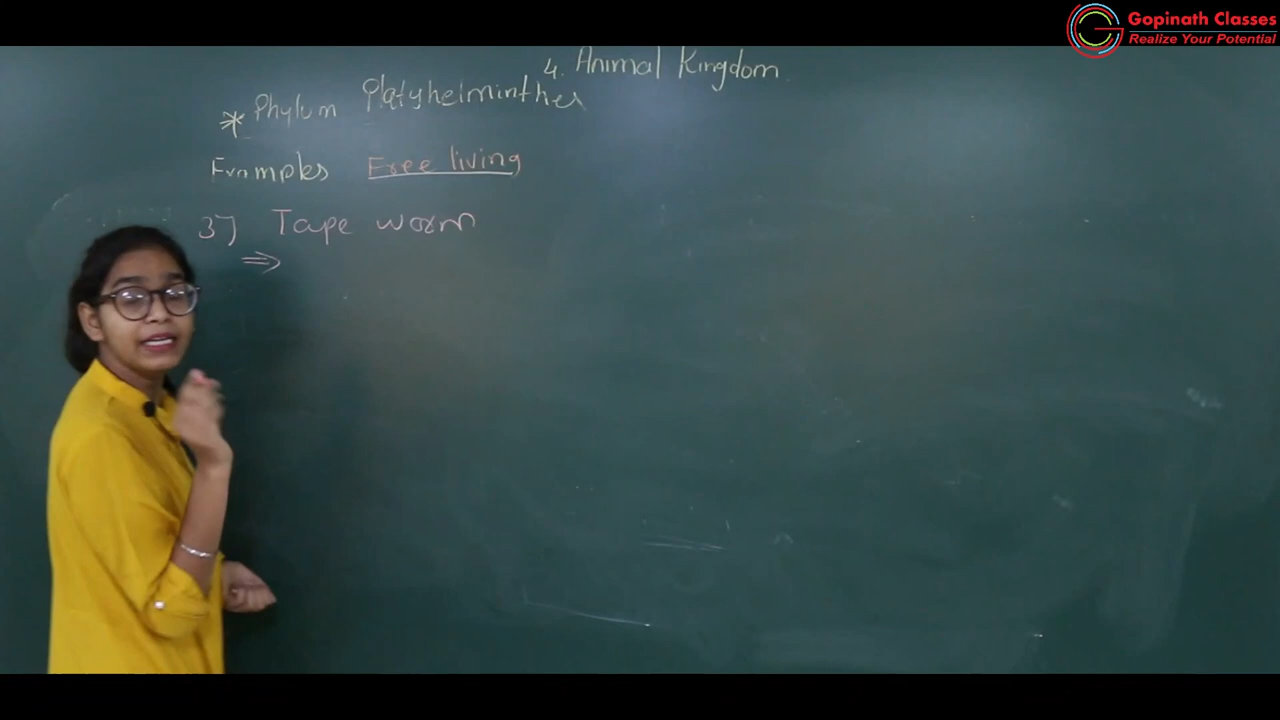 Gopinath Classes
Realize Your Potential
4. Animal Kingdom
* Phylum Platyhelminthes
Examples Free living
3] Tape worm
⇒